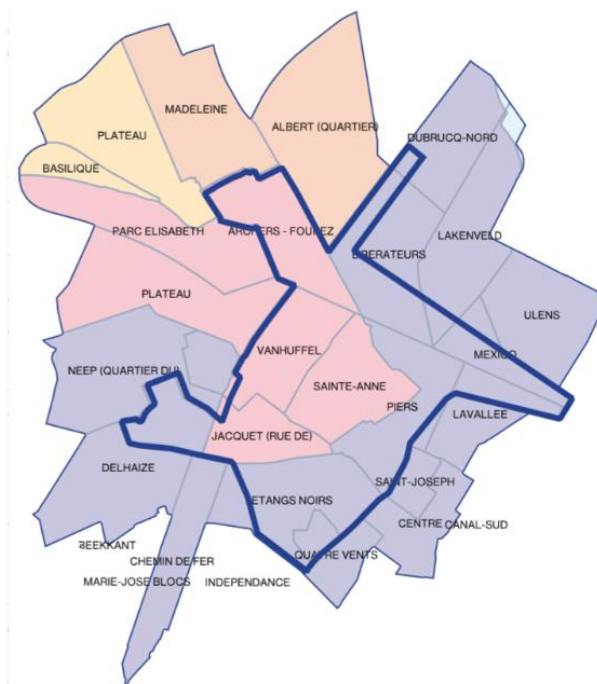 MADELEINE
PLATEAU
ALBERT (QUARTIER)
DUBRUCQ-NORD
BASILIQUE
PARC ELISABETH
ARCHERS - FOUREZ
LIBERATEURS
LAKENVELD
PLATEAU
ULENS
VANHUFFEL
MEXICO
NEEP (QUARTIER DU)
SAINTE-ANNE
PIERS
LAVALLEE
JACQUET (RUE DE)
DELHAIZE
SAINT-JOSEPH
ETANGS NOIRS
CENTRE CANAL-SUD
BEEKKANT
QUATRE VENTS
CHEMIN DE FER
MARIE-JOSE BLOCS
INDEPENDANCE